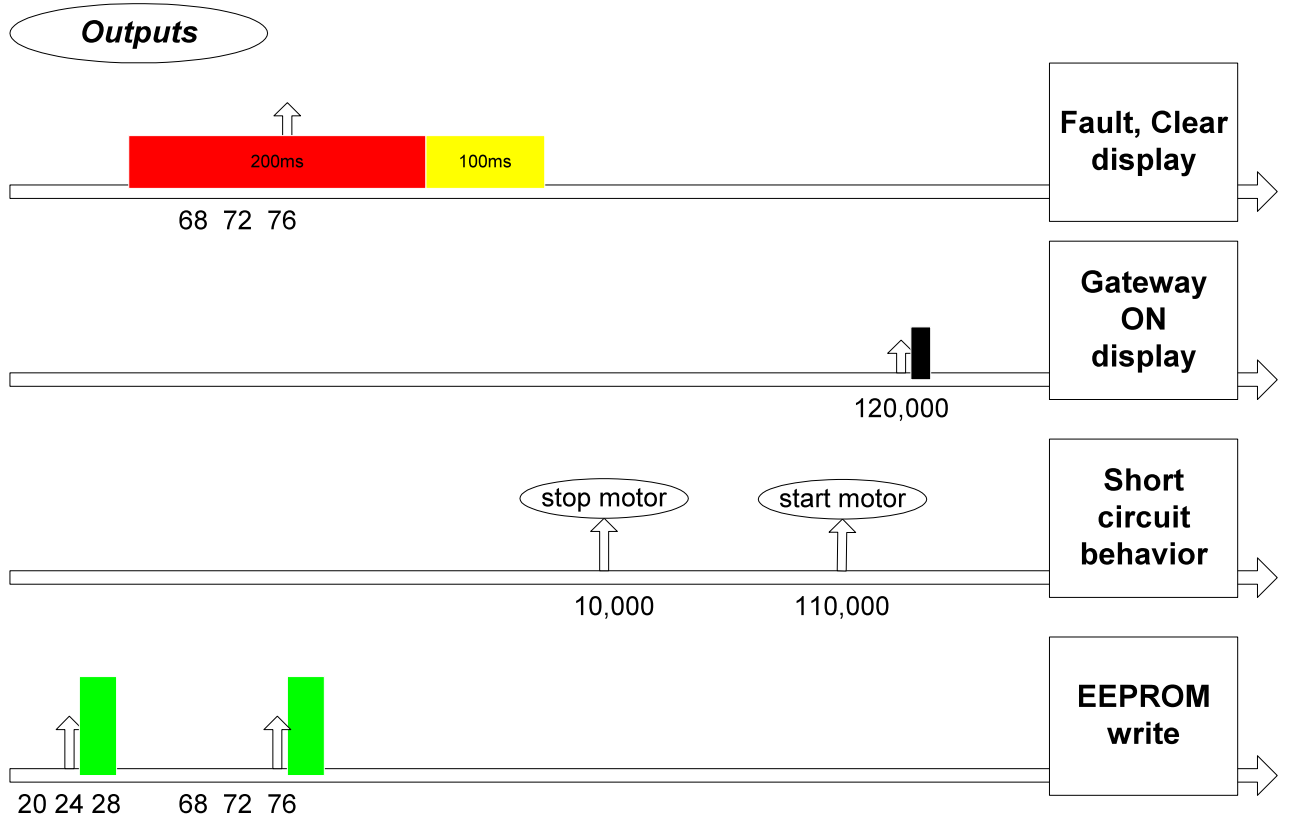 Outputs
200ms
100ms
68 72 76
Fault, Clear
display
120,000
Gateway
ON
display
stop motor
start motor
10,000
110,000
Short
circuit
behavior
20 24 28 68 72 76
EEPROM
write